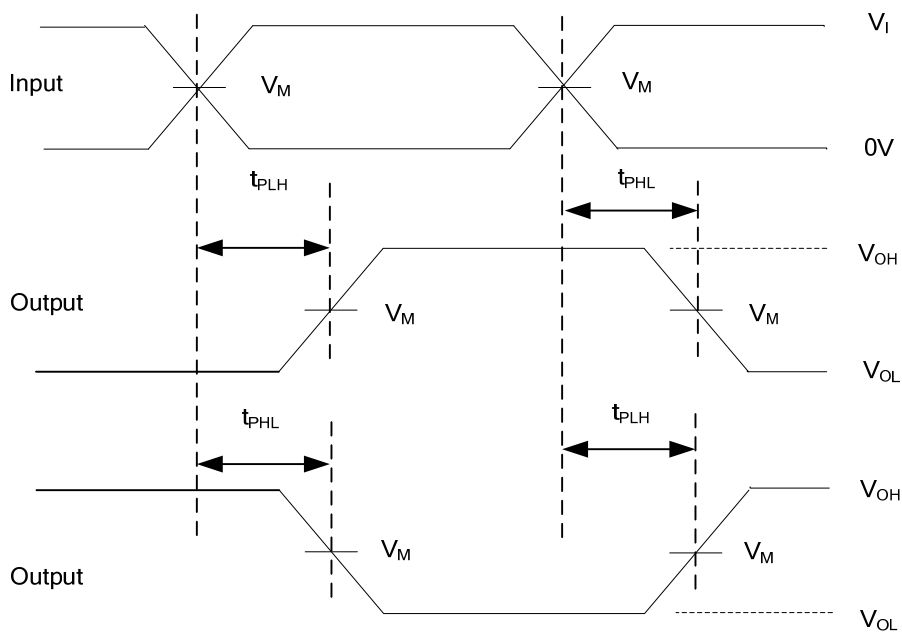 V_I
Input
V_M
V_M
0V
t_PLH
t_PHL
V_OH
Output
V_M
V_M
V_OL
t_PHL
t_PLH
V_OH
V_M
V_M
Output
V_OL